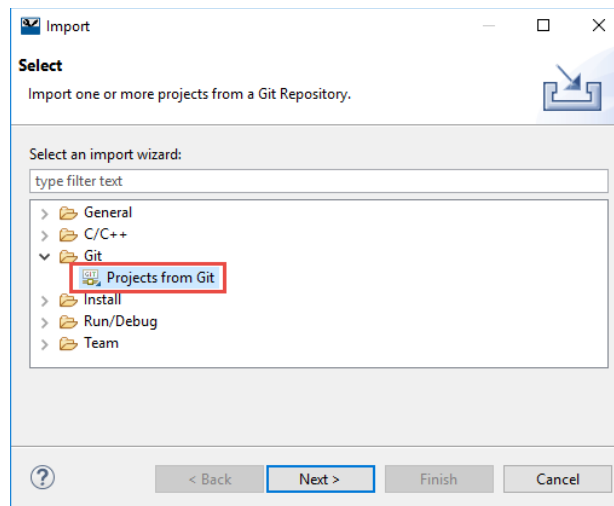 Import
Select
Import one or more projects from a Git Repository.
Select an import wizard:
type filter text
General
C/C++
Git
GIT
Projects from Git
Install
Run/Debug
Team
?
< Back
Next >
Finish
Cancel